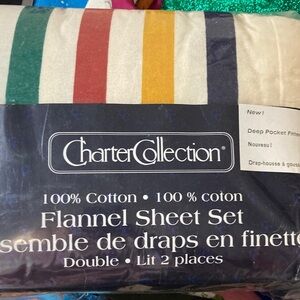 CharterCollection®
100% Cotton • 100 % coton
Flannel Sheet Set
semble de draps en finette
Double • Lit 2 places
New!
Deep Pocket Fitted
Nouveau!
Drap-housse à